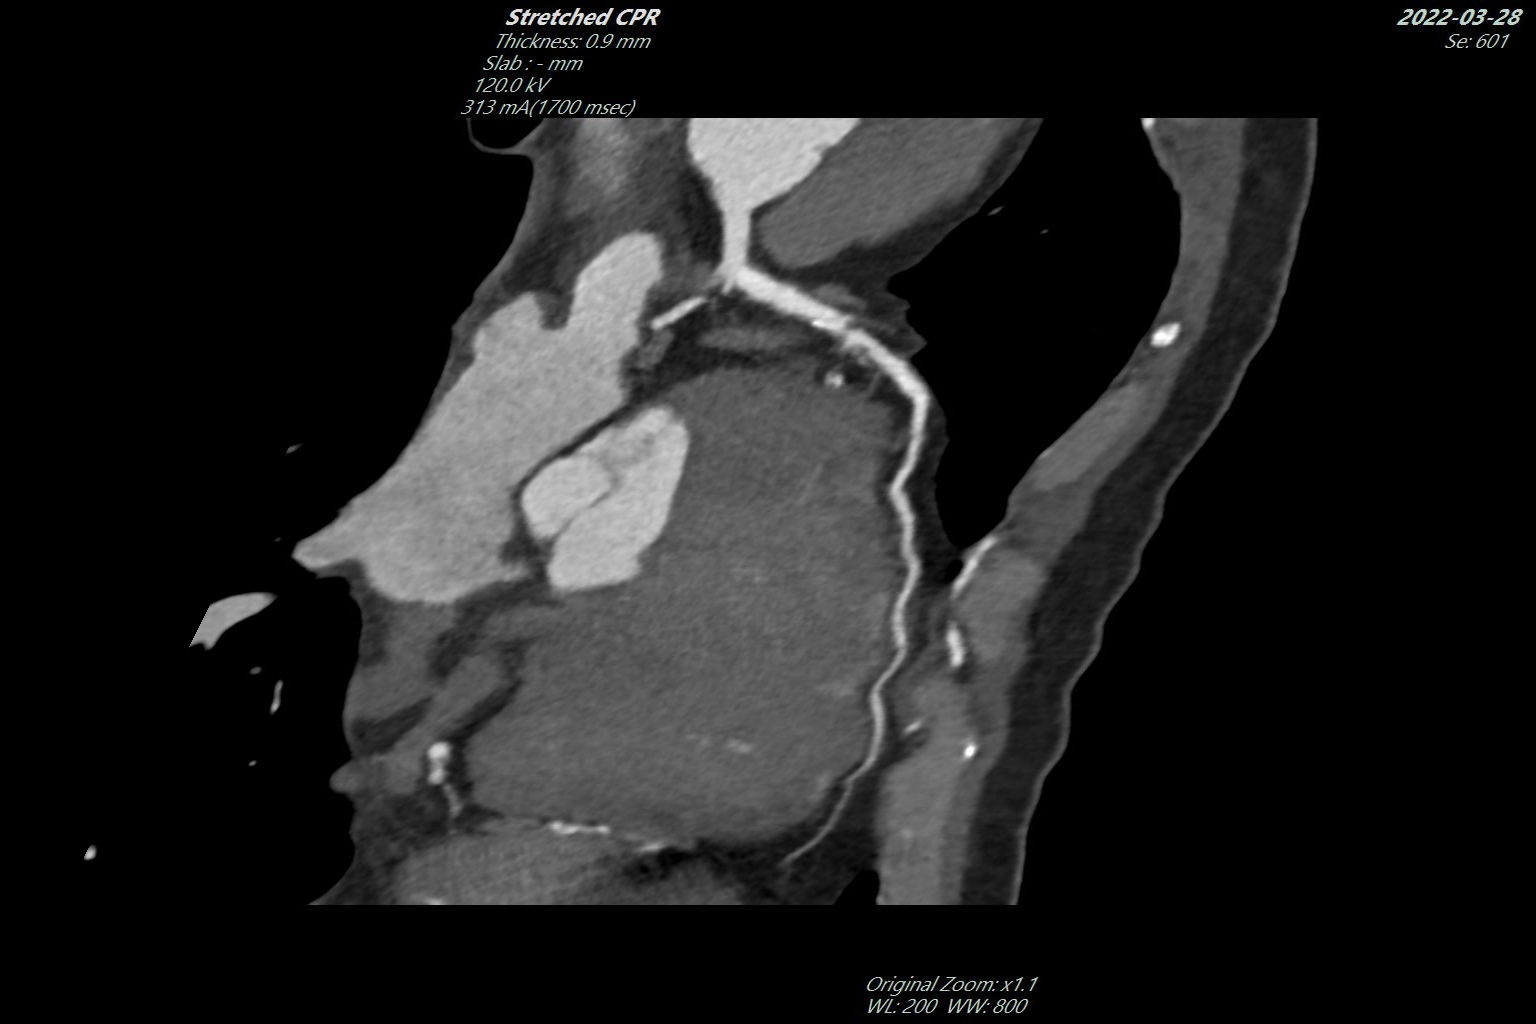 Stretched CPR
Thickness: 0.9 mm
Slab : - mm
120.0 kV
313 mA(1700 msec)
2022-03-28
Se: 601
Original Zoom: x1.1
WL: 200 WW: 800